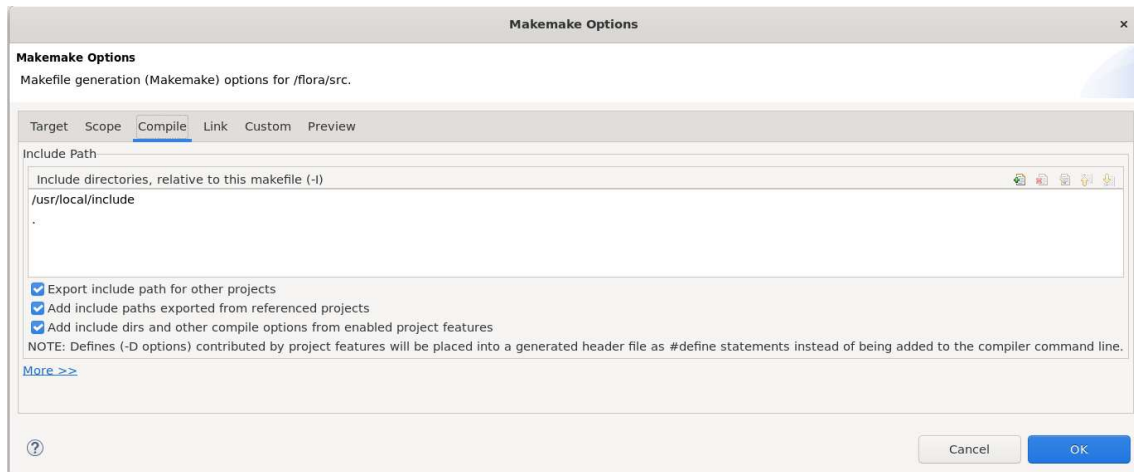 Makemake Options
×
Makemake Options
Makefile generation (Makemake) options for /flora/src.
Target Scope Compile Link Custom Preview
Include Path
Include directories, relative to this makefile (-I)
/usr/local/include
.
Export include path for other projects
Add include paths exported from referenced projects
Add include dirs and other compile options from enabled project features
NOTE: Defines (-D options) contributed by project features will be placed into a generated header file as #define statements instead of being added to the compiler command line.
More >>
? Cancel OK